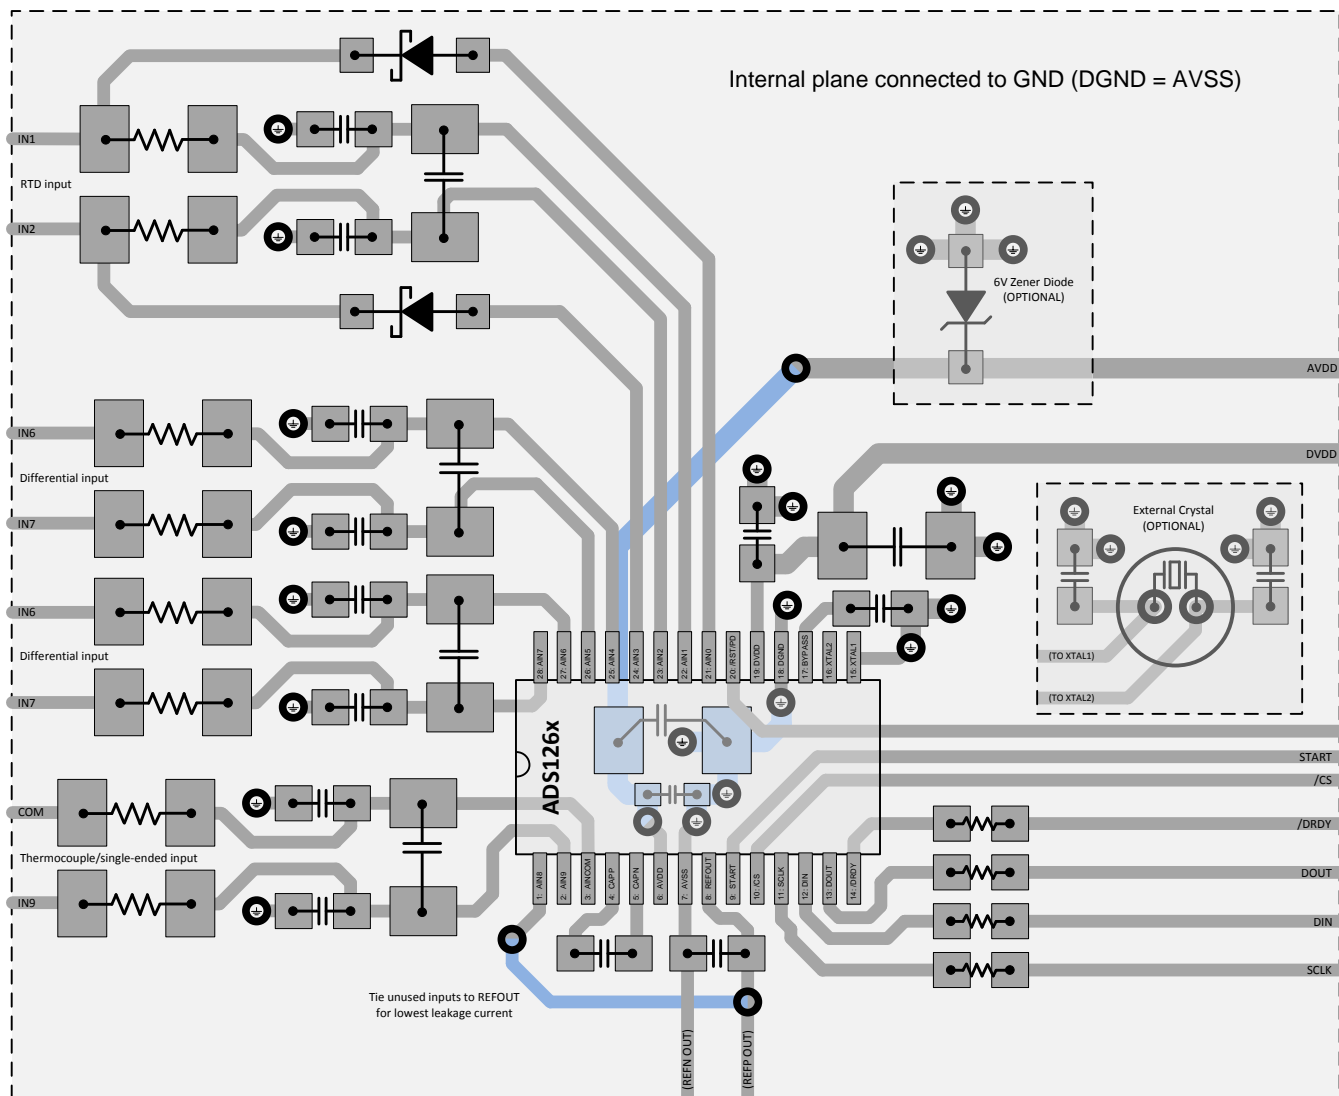 Internal plane connected to GND (DGND = AVSS)
IN1
RTD input
IN2
6V Zener Diode
(OPTIONAL)
AVDD
IN6
Differential input
IN7
DVDD
External Crystal
(OPTIONAL)
(TO XTAL1)
(TO XTAL2)
IN6
Differential input
IN7
28: AIN7
27: AIN6
26: AIN5
25: AIN4
24: AIN3
23: AIN2
22: AIN1
21: AIN0
20: /RST/PD
19: DVDD
18: DGND
17: BYPASS
16: XTAL2
15: XTAL1
ADS126x
START
/CS
/DRDY
DOUT
DIN
SCLK
COM
Thermocouple/single-ended input
IN9
1: AIN8
2: AIN9
3: AINCOM
4: CAPP
5: CAPN
6: AVDD
7: AVSS
8: REFOUT
9: START
10: /CS
11: SCLK
12: DIN
13: DOUT
14: /DRDY
Tie unused inputs to REFOUT
for lowest leakage current
(REFN OUT)
(REFP OUT)